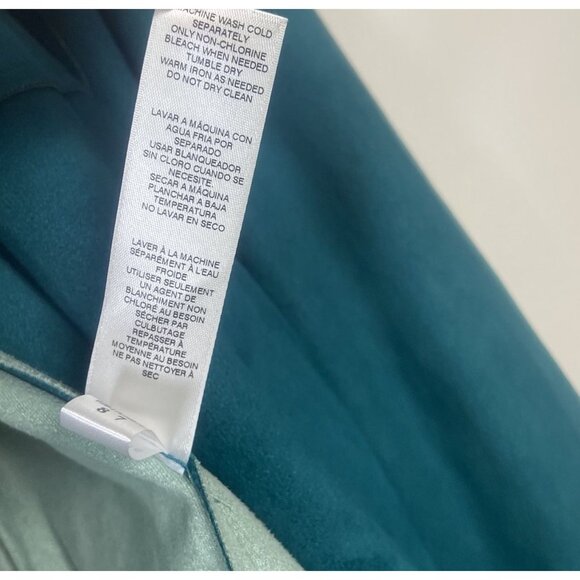 MACHINE WASH COLD
SEPARATELY
ONLY NON-CHLORINE
BLEACH WHEN NEEDED
TUMBLE DRY
WARM IRON AS NEEDED
DO NOT DRY CLEAN
LAVAR A MÁQUINA CON
AGUA FRIA POR
SEPARADO
USAR BLANQUEADOR
SIN CLORO CUANDO SE
NECESITE
SECAR A MÁQUINA
PLANCHAR A BAJA
TEMPERATURA
NO LAVAR EN SECO
LAVER À LA MACHINE
SÉPARÉMENT À L'EAU
FROIDE
UTILISER SEULEMENT
UN AGENT DE
BLANCHIMENT NON
CHLORÉ AU BESOIN
SÉCHER PAR
CULBUTAGE
REPASSER À
TEMPÉRATURE
MOYENNE AU BESOIN
NE PAS NETTOYER À
SEC